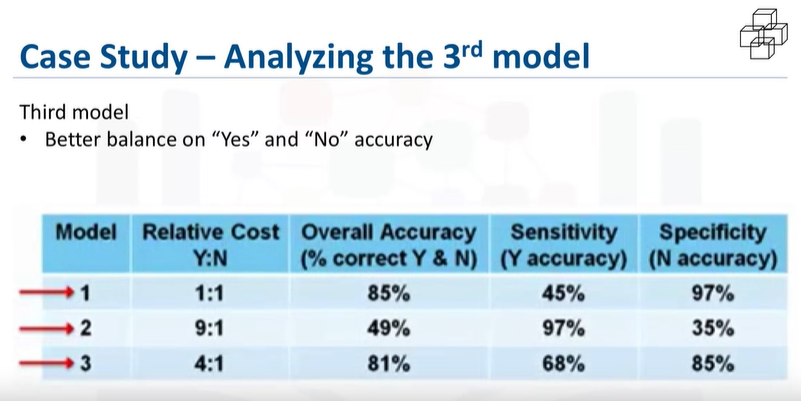 Case Study – Analyzing the 3rd model
Third model
• Better balance on “Yes” and “No” accuracy
Model Relative Cost Overall Accuracy Sensitivity Specificity
Y:N (% correct Y & N) (Y accuracy) (N accuracy)
1 1:1 85% 45% 97%
2 9:1 49% 97% 35%
3 4:1 81% 68% 85%